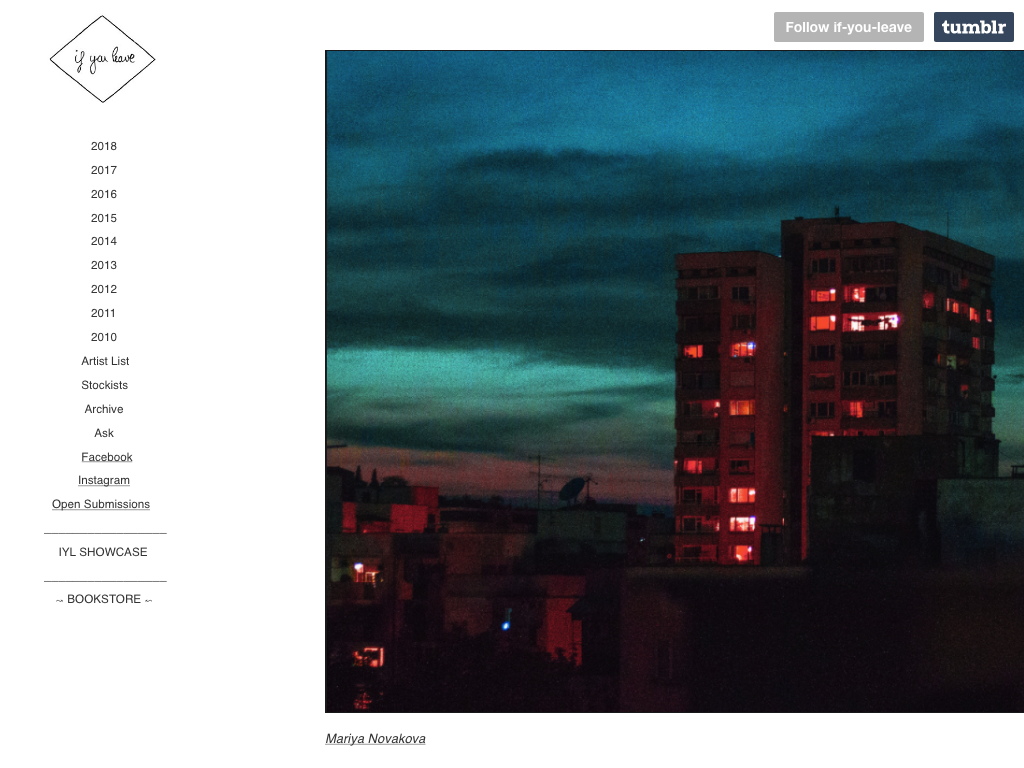 if you leave
Follow if-you-leave
tumblr
2018
2017
2016
2015
2014
2013
2012
2011
2010
Artist List
Stockists
Archive
Ask
Facebook
Instagram
Open Submissions
IYL SHOWCASE
~ BOOKSTORE ~
Mariya Novakova